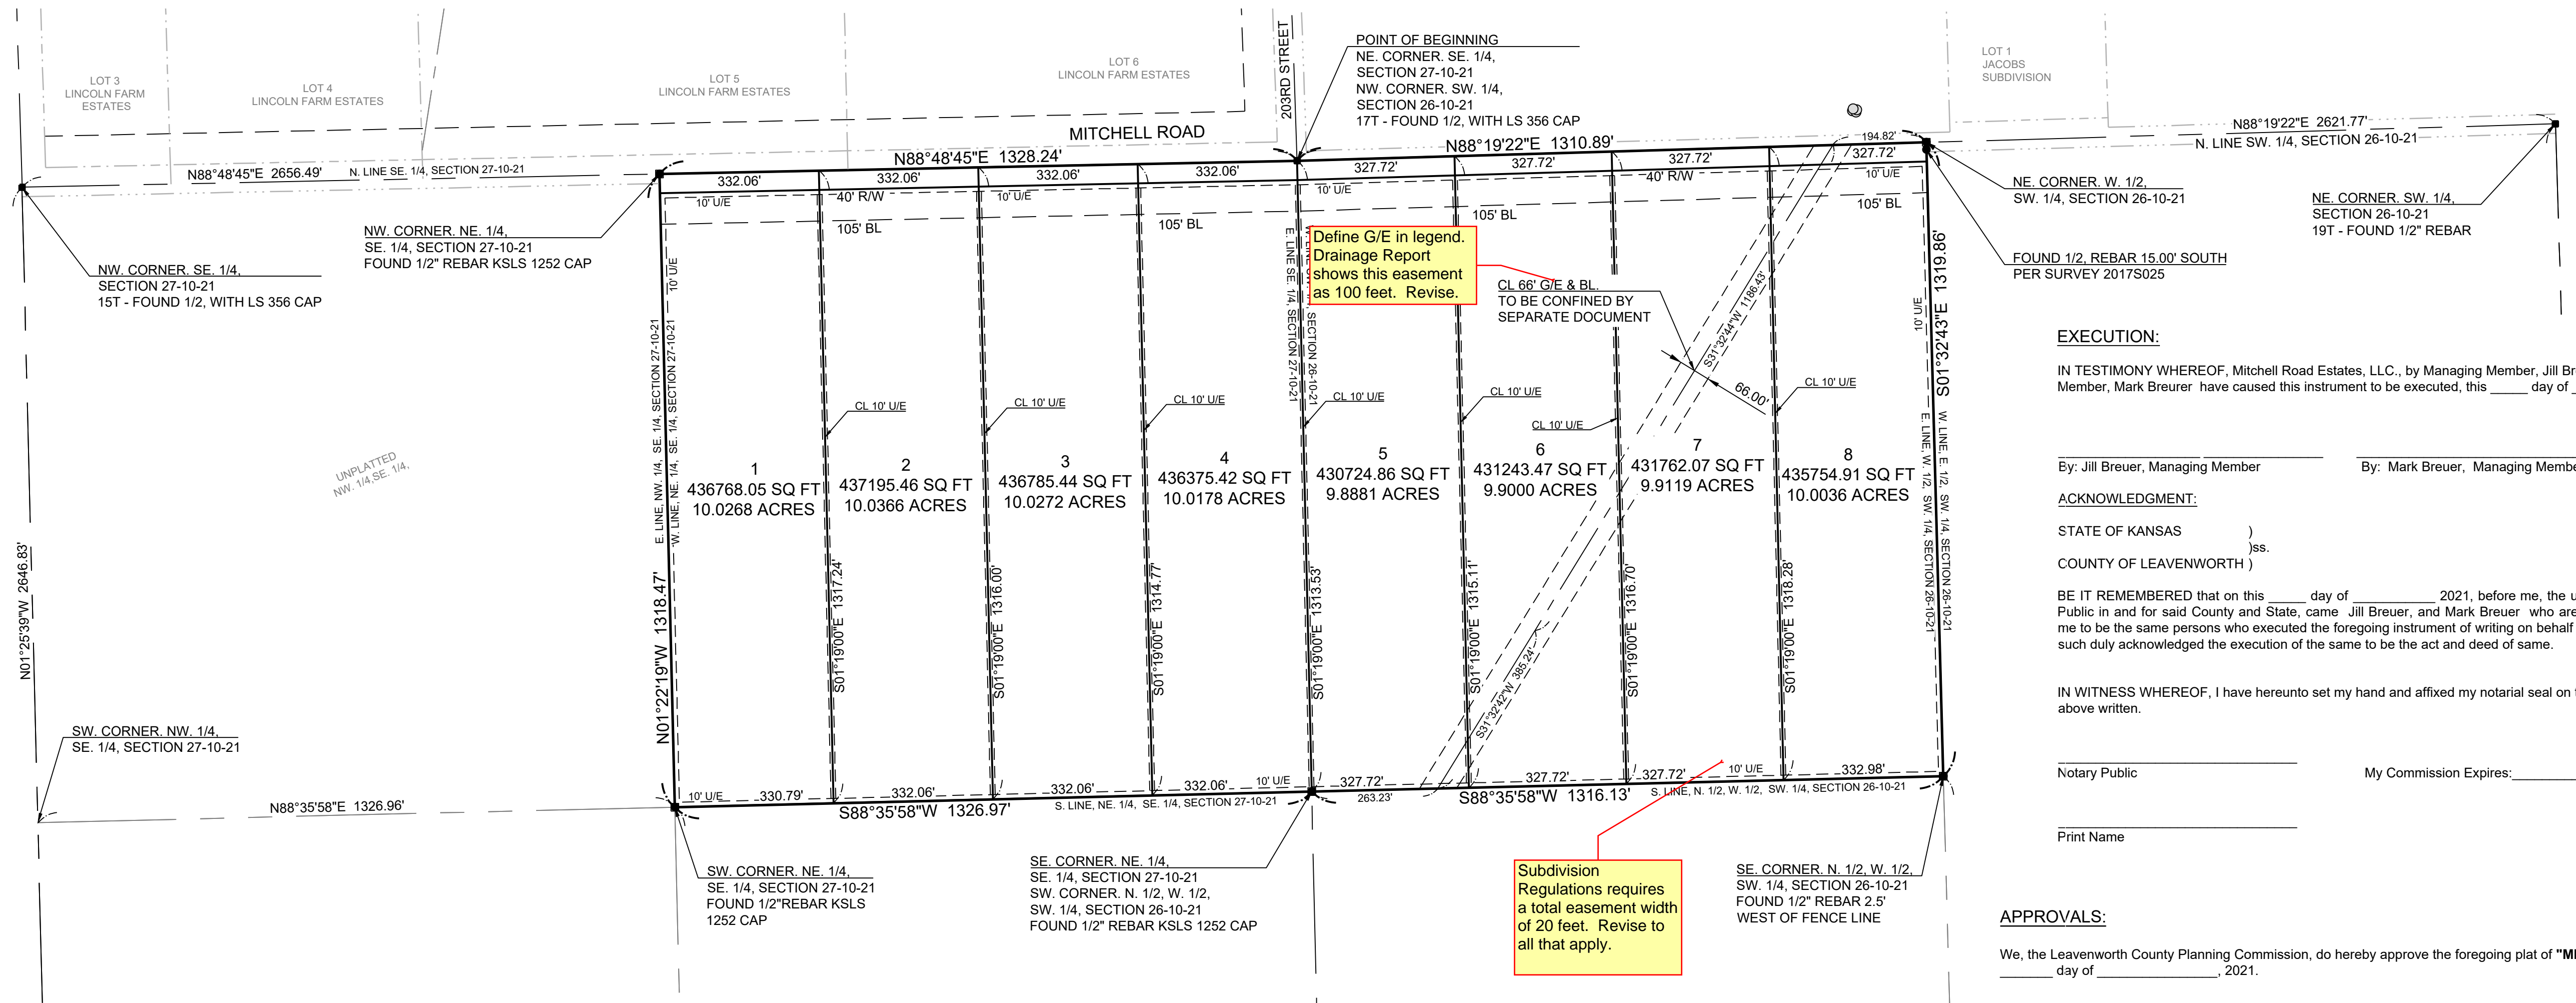 LOT 3
LINCOLN FARM
ESTATES
LOT 4
LINCOLN FARM ESTATES
LOT 5
LINCOLN FARM ESTATES
LOT 6
LINCOLN FARM ESTATES
203RD STREET
POINT OF BEGINNING
NE. CORNER. SE. 1/4,
SECTION 27-10-21
NW. CORNER. SW. 1/4,
SECTION 26-10-21
17T - FOUND 1/2, WITH LS 356 CAP
LOT 1
JACOBS
SUBDIVISION
MITCHELL ROAD
N88°48'45"E 2656.49'
N. LINE SE. 1/4, SECTION 27-10-21
N88°48'45"E 1328.24'
N88°19'22"E 1310.89'
194.82'
N88°19'22"E 2621.77'
N. LINE SW. 1/4, SECTION 26-10-21
332.06'
332.06'
332.06'
332.06'
327.72'
327.72'
327.72'
327.72'
10' U/E
40' R/W
10' U/E
10' U/E
40' R/W
10' U/E
105' BL
105' BL
105' BL
105' BL
NW. CORNER. SE. 1/4,
SECTION 27-10-21
15T - FOUND 1/2, WITH LS 356 CAP
NW. CORNER. NE. 1/4,
SE. 1/4, SECTION 27-10-21
FOUND 1/2" REBAR KSLS 1252 CAP
NE. CORNER. W. 1/2,
SW. 1/4, SECTION 26-10-21
FOUND 1/2, REBAR 15.00' SOUTH
PER SURVEY 2017S025
NE. CORNER. SW. 1/4,
SECTION 26-10-21
19T - FOUND 1/2" REBAR
Define G/E in legend.
Drainage Report
shows this easement
as 100 feet. Revise.
CL 66' G/E & BL.
TO BE CONFINED BY
SEPARATE DOCUMENT
S31°32'44"W 1186.43'
66.00'
10' U/E
10' U/E
E. LINE, NW. 1/4, SE. 1/4, SECTION 27-10-21
W. LINE, NE. 1/4, SE. 1/4, SECTION 27-10-21
E. LINE SE. 1/4, SECTION 27-10-21
SECTION 26-10-21
S01°32'43"E 1319.86'
E. LINE, W. 1/2, SW. 1/4, SECTION 26-10-21
W. LINE, E. 1/2, SW. 1/4, SECTION 26-10-21
CL 10' U/E
CL 10' U/E
CL 10' U/E
CL 10' U/E
CL 10' U/E
CL 10' U/E
CL 10' U/E
UNPLATTED
NW. 1/4,SE. 1/4,
1
436768.05 SQ FT
10.0268 ACRES
2
437195.46 SQ FT
10.0366 ACRES
3
436785.44 SQ FT
10.0272 ACRES
4
436375.42 SQ FT
10.0178 ACRES
5
430724.86 SQ FT
9.8881 ACRES
6
431243.47 SQ FT
9.9000 ACRES
7
431762.07 SQ FT
9.9119 ACRES
8
435754.91 SQ FT
10.0036 ACRES
N01°25'39"W 2646.83'
N01°22'19"W 1318.47'
S01°19'00"E 1317.24'
S01°19'00"E 1316.00'
S01°19'00"E 1314.77'
S01°19'00"E 1313.53'
S01°19'00"E 1315.11'
S31°32'42"W 385.24'
S01°19'00"E 1316.70'
S01°19'00"E 1318.28'
SW. CORNER. NW. 1/4,
SE. 1/4, SECTION 27-10-21
N88°35'58"E 1326.96'
10' U/E
330.79'
332.06'
332.06'
332.06'
10' U/E
327.72'
327.72'
327.72'
10' U/E
332.98'
263.23'
S88°35'58"W 1326.97'
S. LINE, NE. 1/4, SE. 1/4, SECTION 27-10-21
S88°35'58"W 1316.13'
S. LINE, N. 1/2, W. 1/2, SW. 1/4, SECTION 26-10-21
SW. CORNER. NE. 1/4,
SE. 1/4, SECTION 27-10-21
FOUND 1/2"REBAR KSLS
1252 CAP
SE. CORNER. NE. 1/4,
SE. 1/4, SECTION 27-10-21
SW. CORNER. N. 1/2, W. 1/2,
SW. 1/4, SECTION 26-10-21
FOUND 1/2" REBAR KSLS 1252 CAP
Subdivision
Regulations requires
a total easement width
of 20 feet. Revise to
all that apply.
SE. CORNER. N. 1/2, W. 1/2,
SW. 1/4, SECTION 26-10-21
FOUND 1/2" REBAR 2.5'
WEST OF FENCE LINE
EXECUTION:
IN TESTIMONY WHEREOF, Mitchell Road Estates, LLC., by Managing Member, Jill
Member, Mark Breurer have caused this instrument to be executed, this _____ day of
By: Jill Breuer, Managing Member
By: Mark Breuer, Managing
ACKNOWLEDGMENT:
STATE OF KANSAS )
)ss.
COUNTY OF LEAVENWORTH )
BE IT REMEMBERED that on this _____ day of ___________ 2021, before me, the
Public in and for said County and State, came Jill Breuer, and Mark Breuer who are
me to be the same persons who executed the foregoing instrument of writing on behalf
such duly acknowledged the execution of the same to be the act and deed of same.
IN WITNESS WHEREOF, I have hereunto set my hand and affixed my notarial seal on
above written.
Notary Public
My Commission Expires:
Print Name
APPROVALS:
We, the Leavenworth County Planning Commission, do hereby approve the foregoing plat of
_______ day of ________________, 2021.